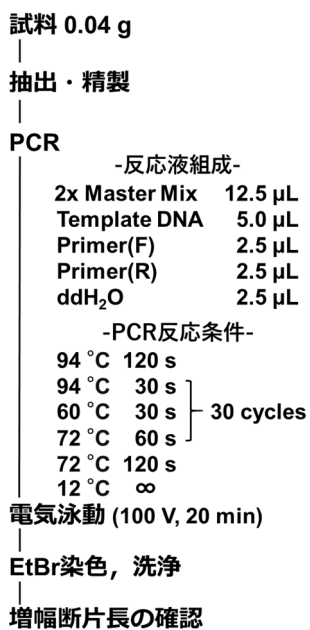 試料 0.04 g
抽出・精製
PCR
-反応液組成-
2x Master Mix 12.5 µL
Template DNA 5.0 µL
Primer(F) 2.5 µL
Primer(R) 2.5 µL
ddH₂O 2.5 µL
-PCR反応条件-
94 °C 120 s
94 °C 30 s
60 °C 30 s
30 cycles
72 °C 60 s
72 °C 120 s
12 °C ∞
電気泳動 (100 V, 20 min)
EtBr染色，洗浄
増幅断片長の確認